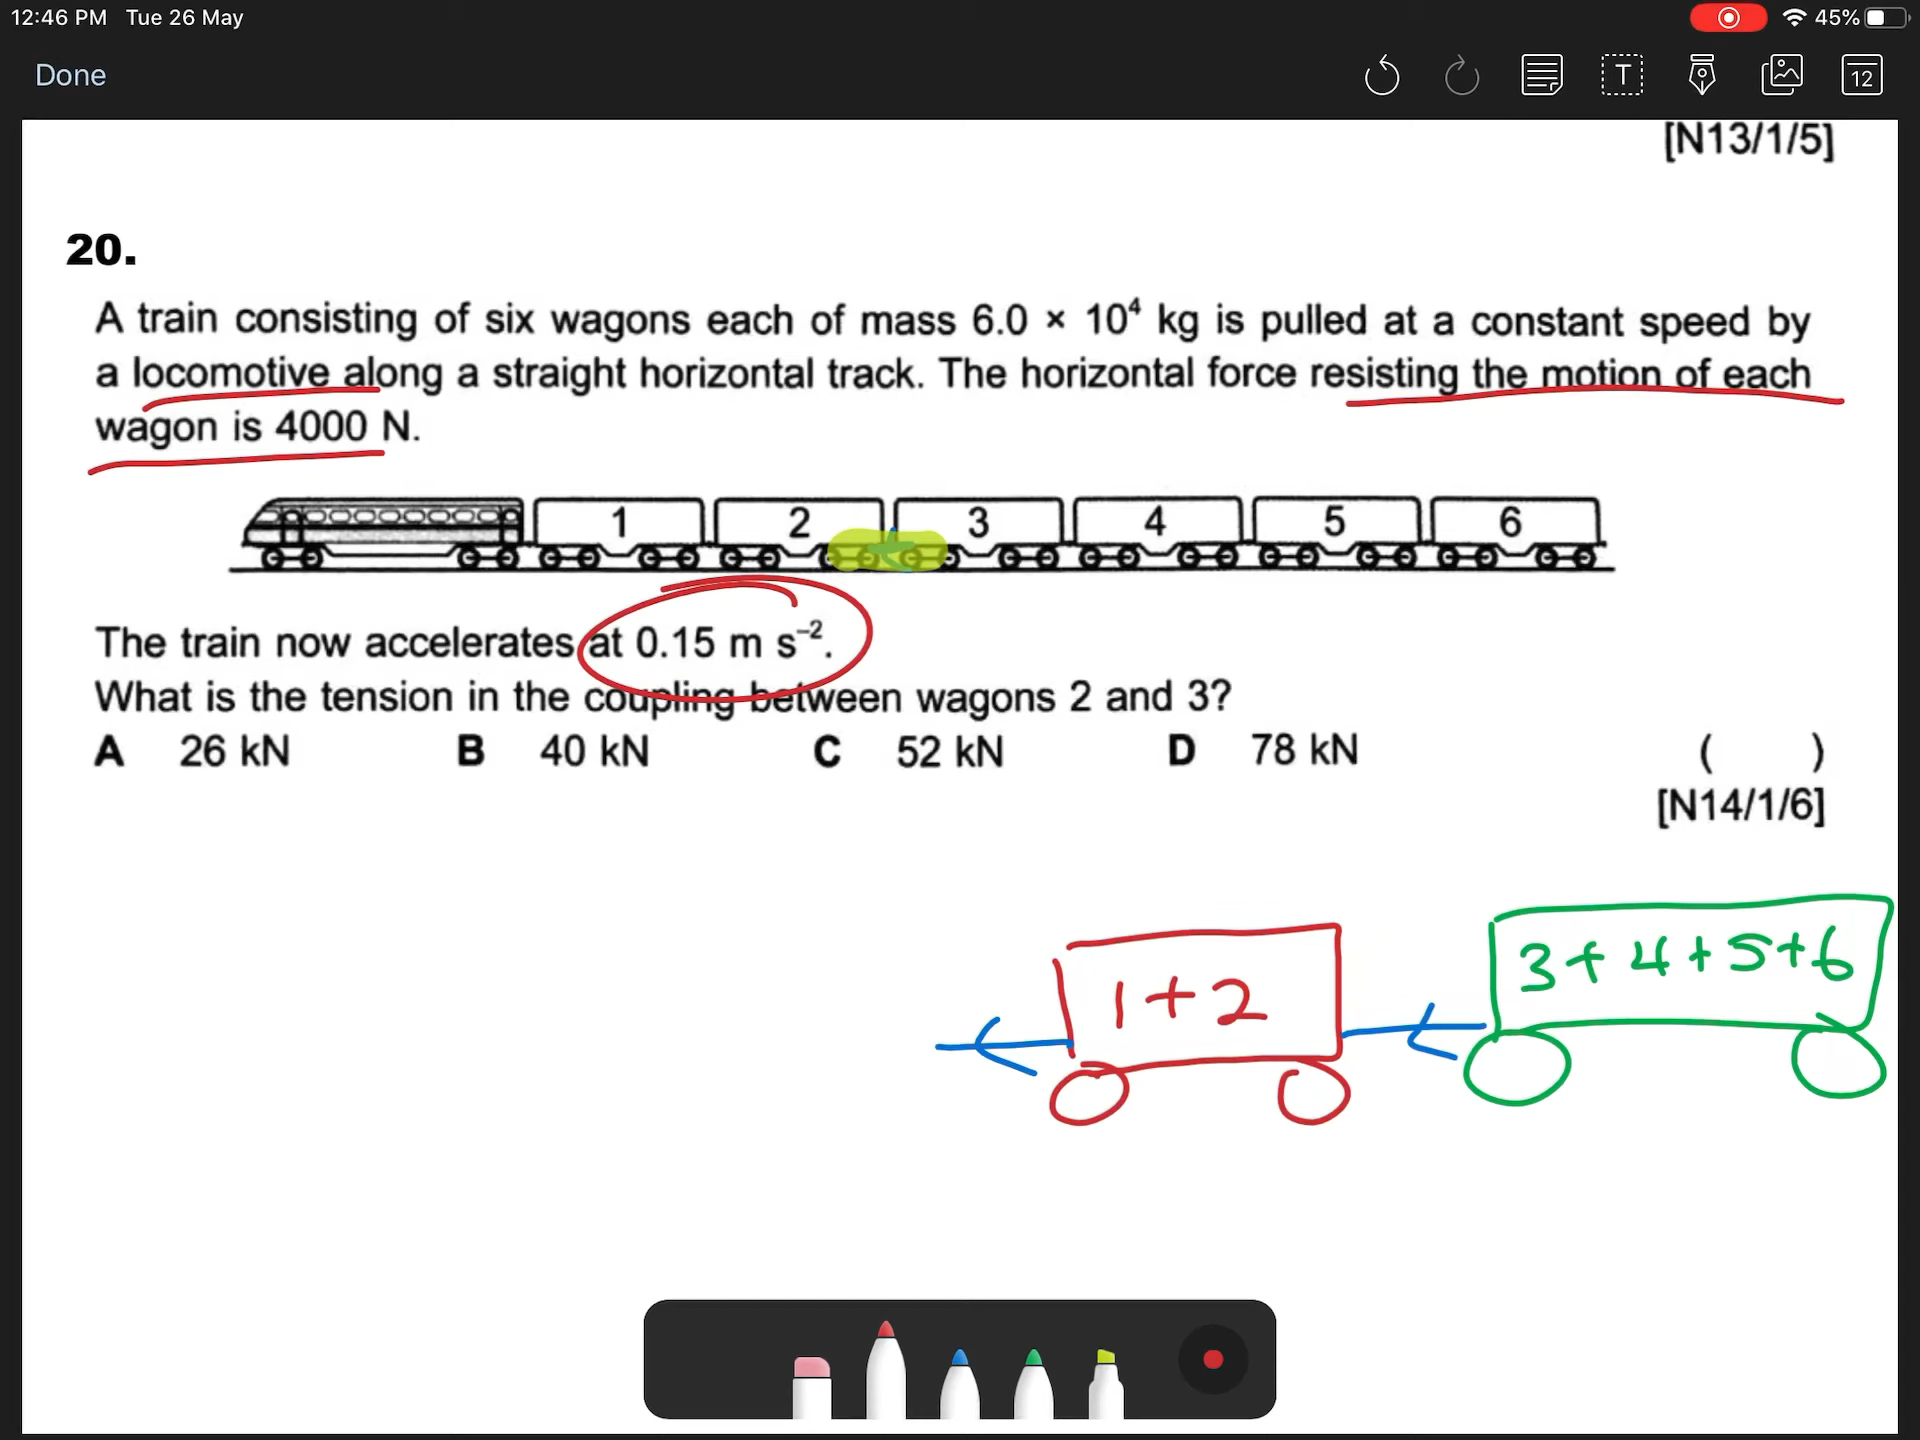 12:46 PM Tue 26 May 45%
Done T 12
[N13/1/5]
20.
A train consisting of six wagons each of mass 6.0 × 10⁴ kg is pulled at a constant speed by
a locomotive along a straight horizontal track. The horizontal force resisting the motion of each
wagon is 4000 N.
1 2 3 4 5 6
The train now accelerates at 0.15 m s⁻².
What is the tension in the coupling between wagons 2 and 3?
A 26 kN B 40 kN C 52 kN D 78 kN ( )
[N14/1/6]
1+2 3+4+5+6